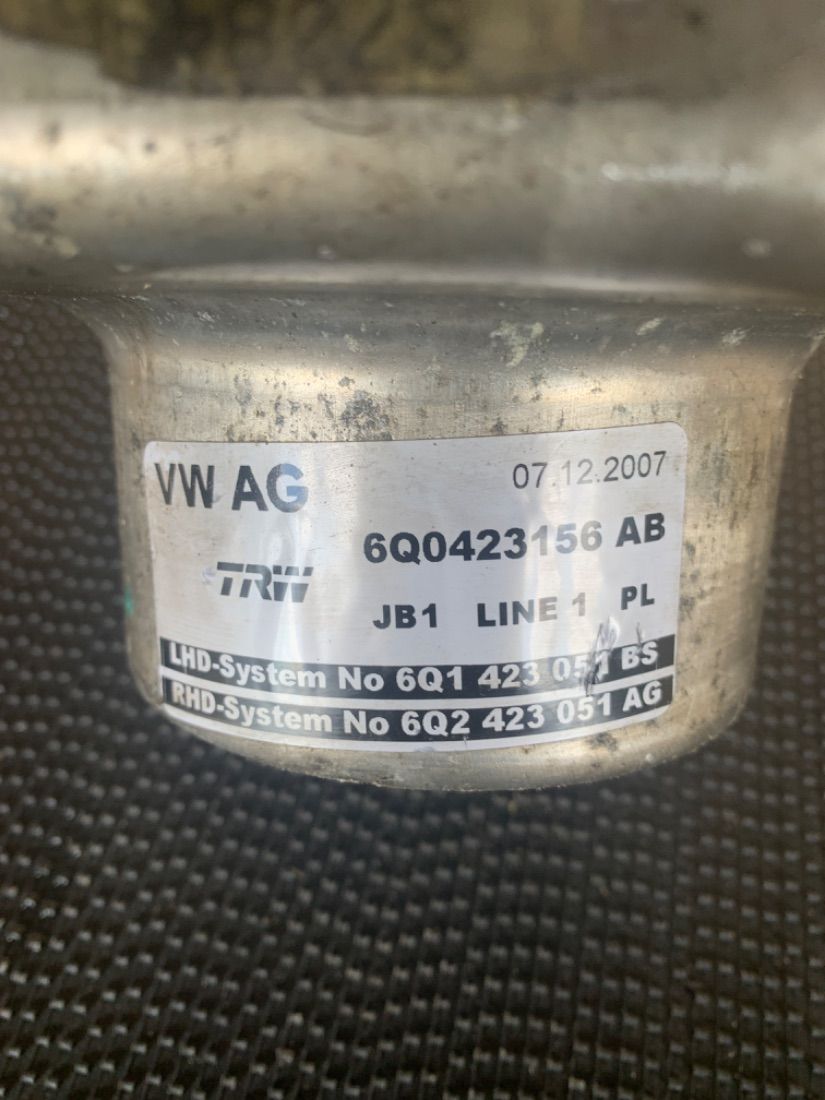 VW AG 07.12.2007
6Q0423156 AB
TRW
JB1 LINE 1 PL
LHD-System No 6Q1 423 051 BS
RHD-System No 6Q2 423 051 AG